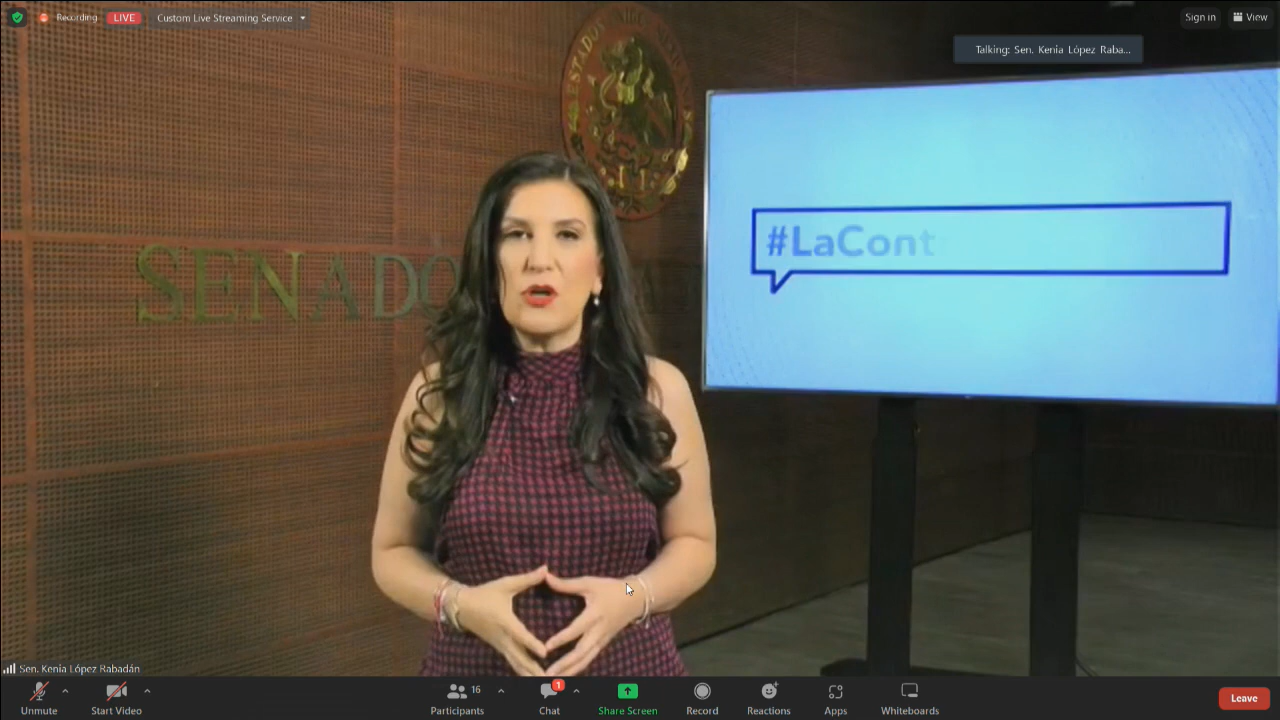 Recording
LIVE
Custom Live Streaming Service
Sign in
View
Talking: Sen. Kenia López Raba...
#LaCont
SENADO
Sen. Kenia López Rabadán
Unmute
Start Video
16
Participants
1
Chat
Share Screen
Record
Reactions
Apps
Whiteboards
Leave